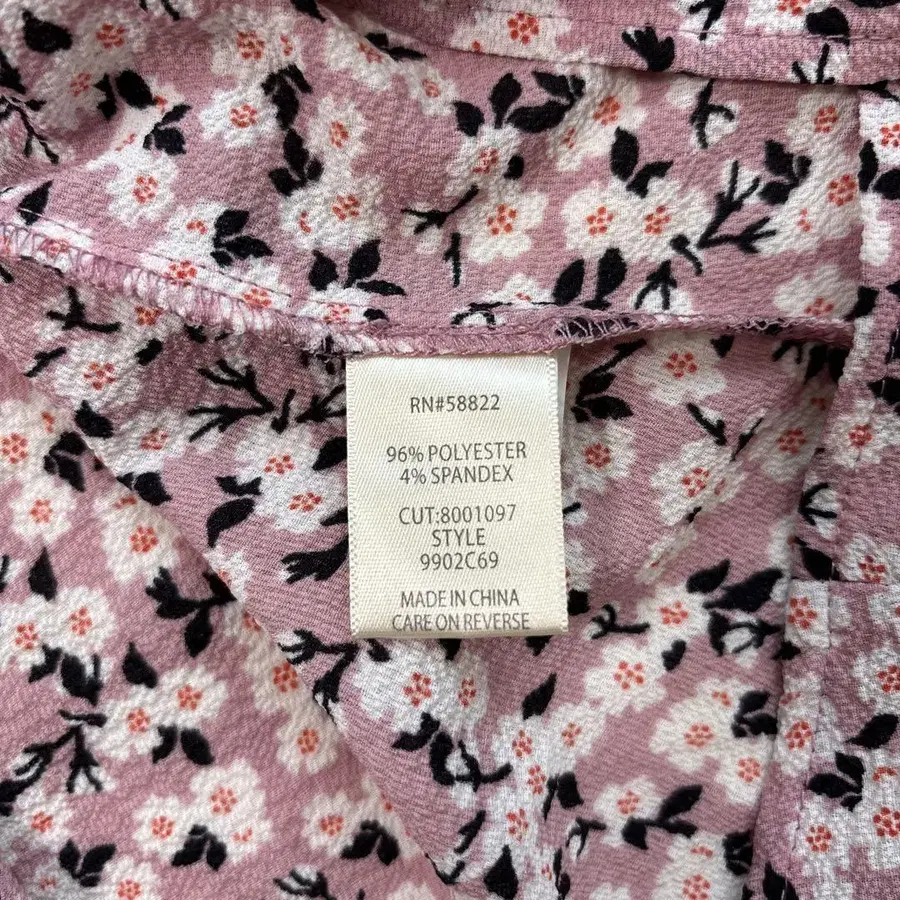 RN#58822
96% POLYESTER
4% SPANDEX
CUT:8001097
STYLE
9902C69
MADE IN CHINA
CARE ON REVERSE